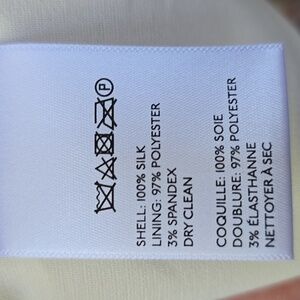 P
SHELL: 100% SILK
LINING: 97% POLYESTER
3% SPANDEX
DRY CLEAN
COQUILLE: 100% SOIE
DOUBLURE: 97% POLYESTER
3% ÉLASTHANNE
NETTOYER À SEC